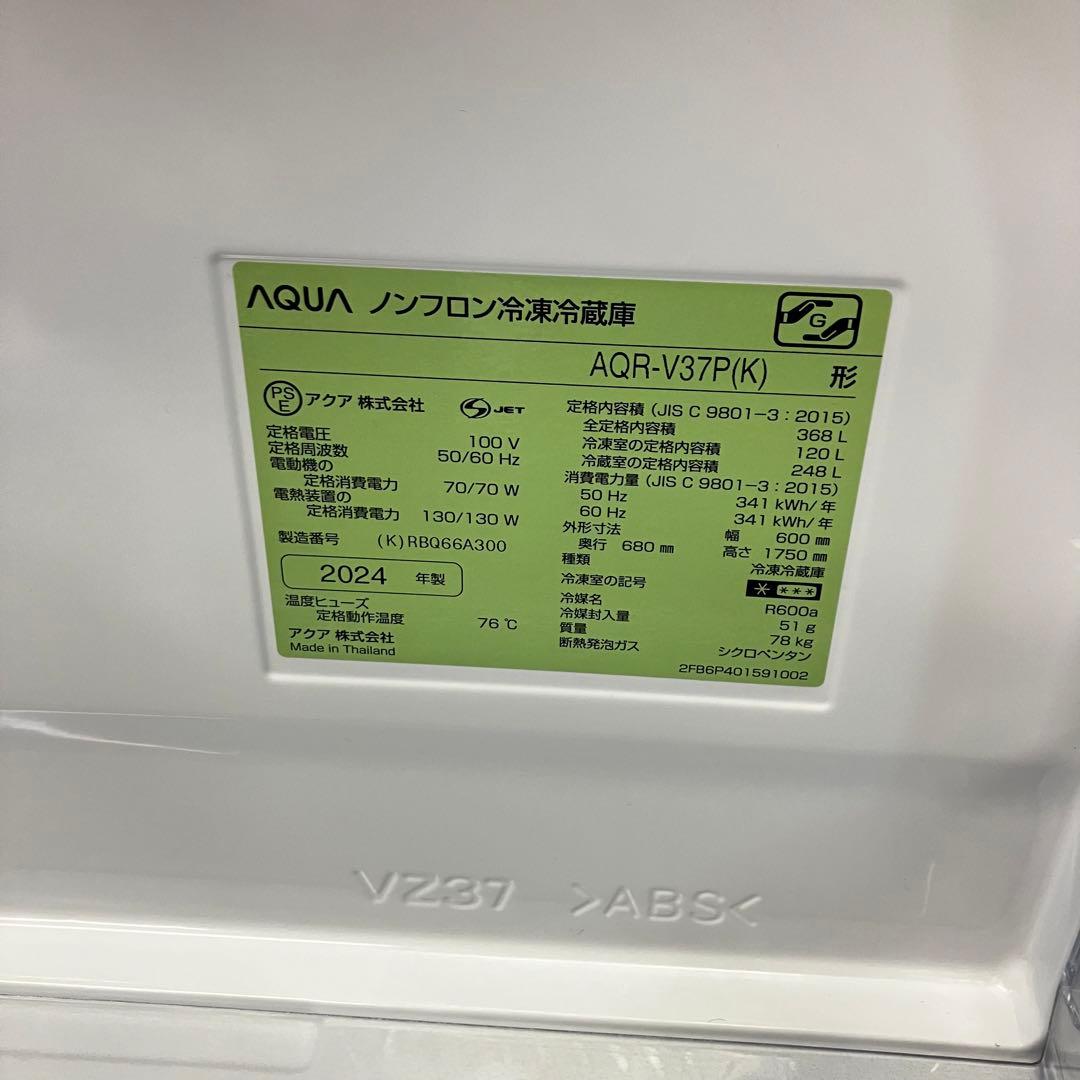 AQUA ノンフロン冷凍冷蔵庫
G
AQR-V37P(K) 形
PS E アクア 株式会社 S JET
定格電圧 100 V
定格周波数 50/60 Hz
電動機の
定格消費電力 70/70 W
電熱装置の
定格消費電力 130/130 W
製造番号 (K)RBQ66A300
2024 年製
温度ヒューズ
定格動作温度 76 ℃
アクア 株式会社
Made in Thailand
定格内容積 (JIS C 9801-3 : 2015)
全定格内容積 368 L
冷凍室の定格内容積 120 L
冷蔵室の定格内容積 248 L
消費電力量 (JIS C 9801-3 : 2015)
50 Hz 341 kWh/年
60 Hz 341 kWh/年
外形寸法 幅 600 mm
奥行 680 mm 高さ 1750 mm
種類 冷凍冷蔵庫
冷凍室の記号 * ***
冷媒名 R600a
冷媒封入量 51 g
質量 78 kg
断熱発泡ガス シクロペンタン
2FB6P401591002
VZ37 >ABS<